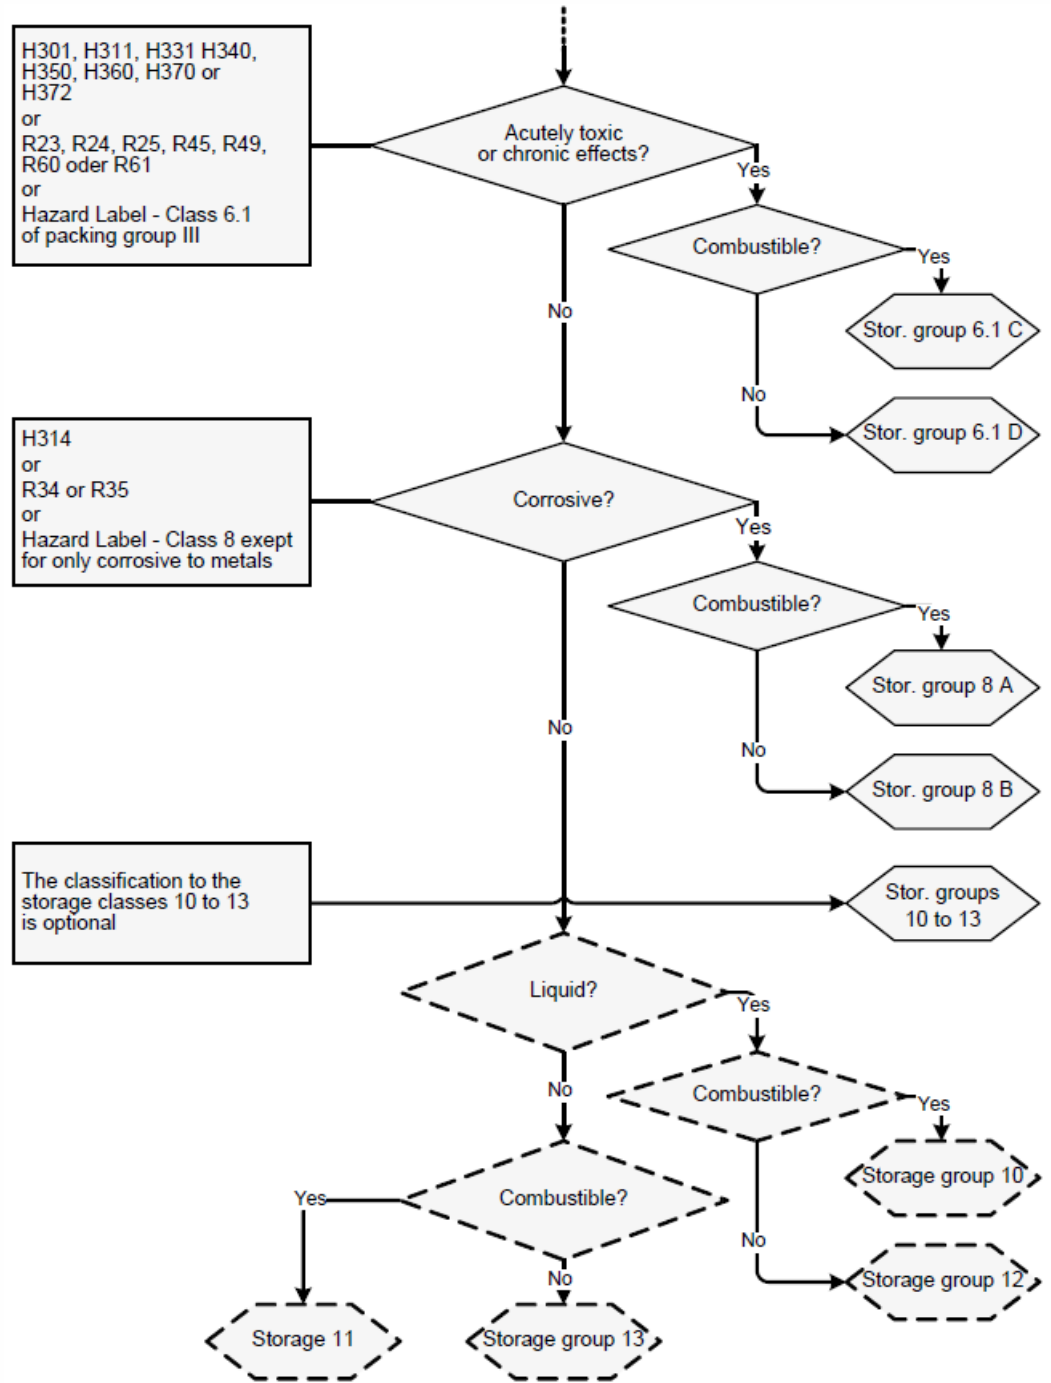 H301, H311, H331 H340,
H350, H360, H370 or
H372
or
R23, R24, R25, R45, R49,
R60 oder R61
or
Hazard Label - Class 6.1
of packing group III
Acutely toxic
or chronic effects?
Yes
Combustible?
Yes
Stor. group 6.1 C
No
No
Stor. group 6.1 D
H314
or
R34 or R35
or
Hazard Label - Class 8 exept
for only corrosive to metals
Corrosive?
Yes
Combustible?
Yes
Stor. group 8 A
No
No
Stor. group 8 B
The classification to the
storage classes 10 to 13
is optional
Stor. groups
10 to 13
Liquid?
Yes
No
Combustible?
Yes
Storage group 10
No
Storage group 12
Combustible?
Yes
No
Storage 11
Storage group 13